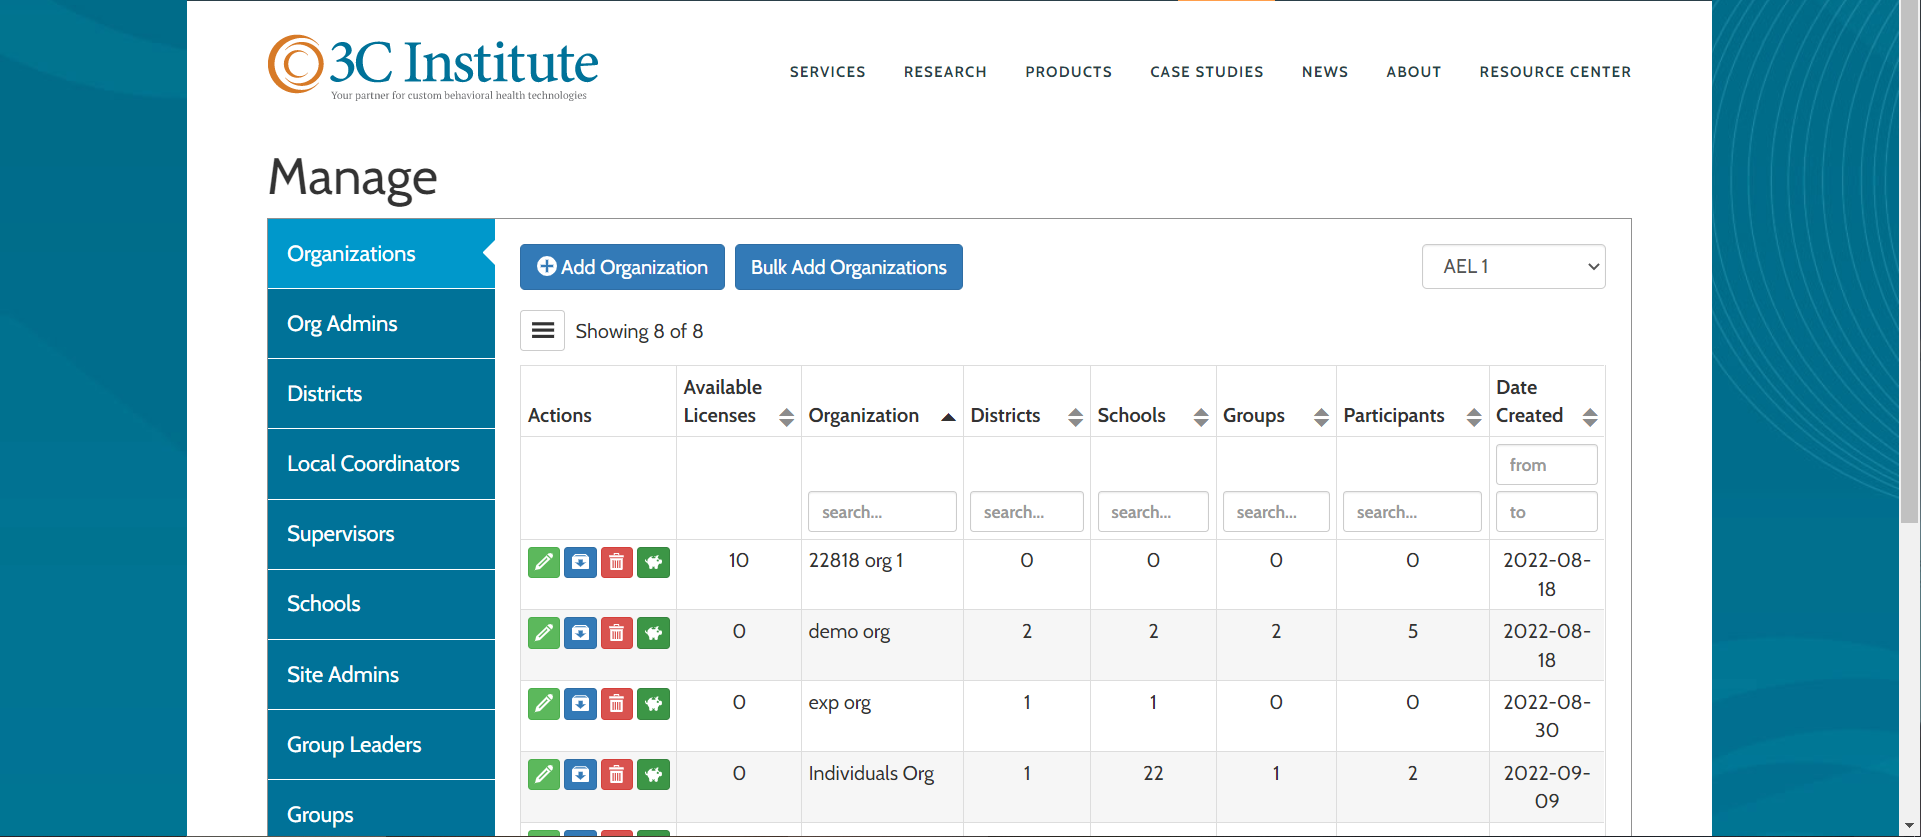 3C Institute
Your partner for custom behavioral health technologies
SERVICES RESEARCH PRODUCTS CASE STUDIES NEWS ABOUT RESOURCE CENTER
Manage
Organizations
Org Admins
Districts
Local Coordinators
Supervisors
Schools
Site Admins
Group Leaders
Groups
Add Organization Bulk Add Organizations AEL 1
Showing 8 of 8
Actions Available Licenses Organization Districts Schools Groups Participants Date Created
from
search... search... search... search... search... to
10 22818 org 1 0 0 0 0 2022-08-
18
0 demo org 2 2 2 5 2022-08-
18
0 exp org 1 1 0 0 2022-08-
30
0 Individuals Org 1 22 1 2 2022-09-
09